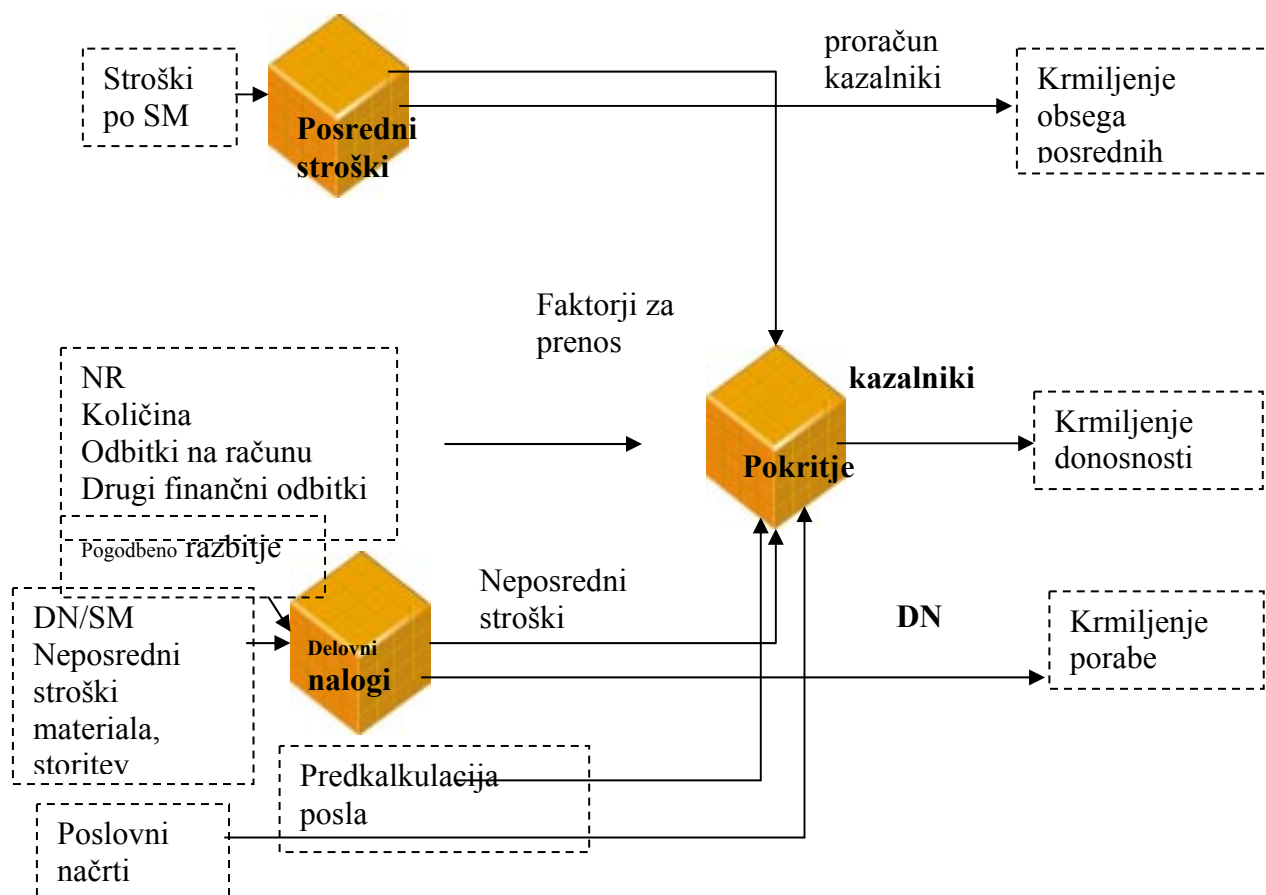 Stroški
po SM
Posredni
stroški
proračun
kazalniki
Krmiljenje
obsega
posrednih
Faktorji za
prenos
NR
Količina
Odbitki na računu
Drugi finančni odbitki
Pogodbeno razbitje
Pokritje
kazalniki
Krmiljenje
donosnosti
DN/SM
Neposredni
stroški
materiala,
storitev
Delovni
nalogi
Neposredni
stroški
DN
Krmiljenje
porabe
Predkalkulacija
posla
Poslovni
načrti